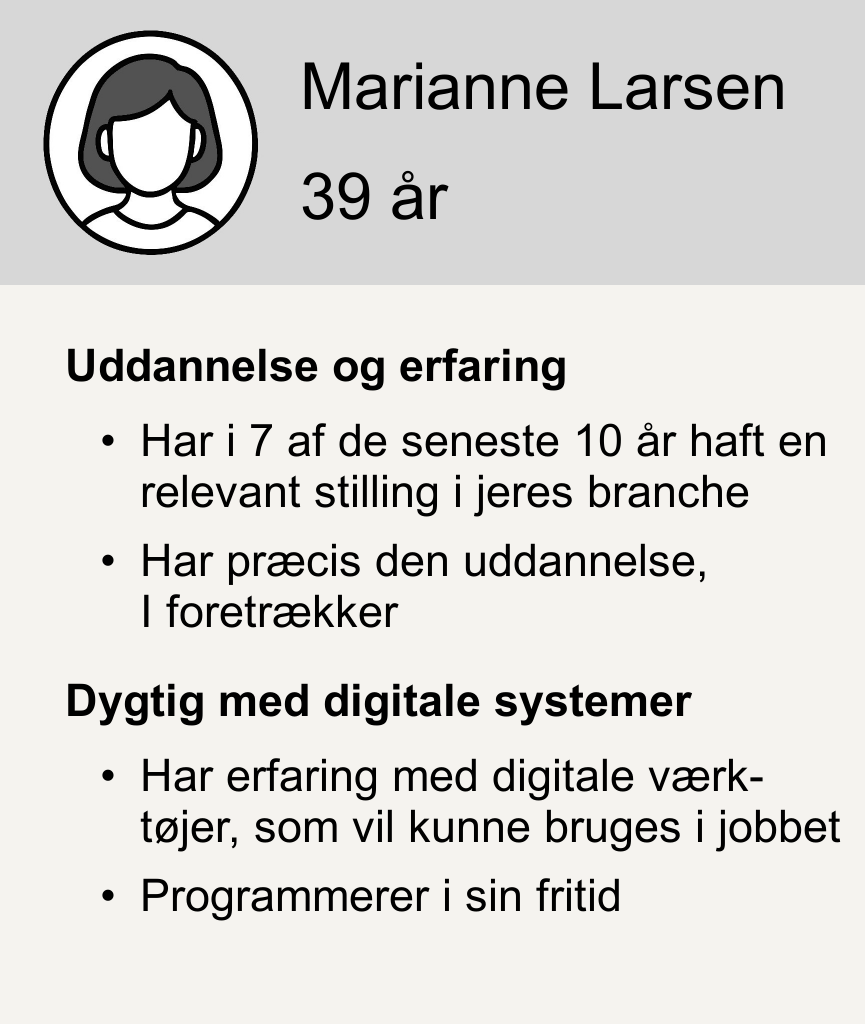 Marianne Larsen
39 år
Uddannelse og erfaring
• Har i 7 af de seneste 10 år haft en
relevant stilling i jeres branche
• Har præcis den uddannelse,
I foretrækker
Dygtig med digitale systemer
• Har erfaring med digitale værk-
tøjer, som vil kunne bruges i jobbet
• Programmerer i sin fritid